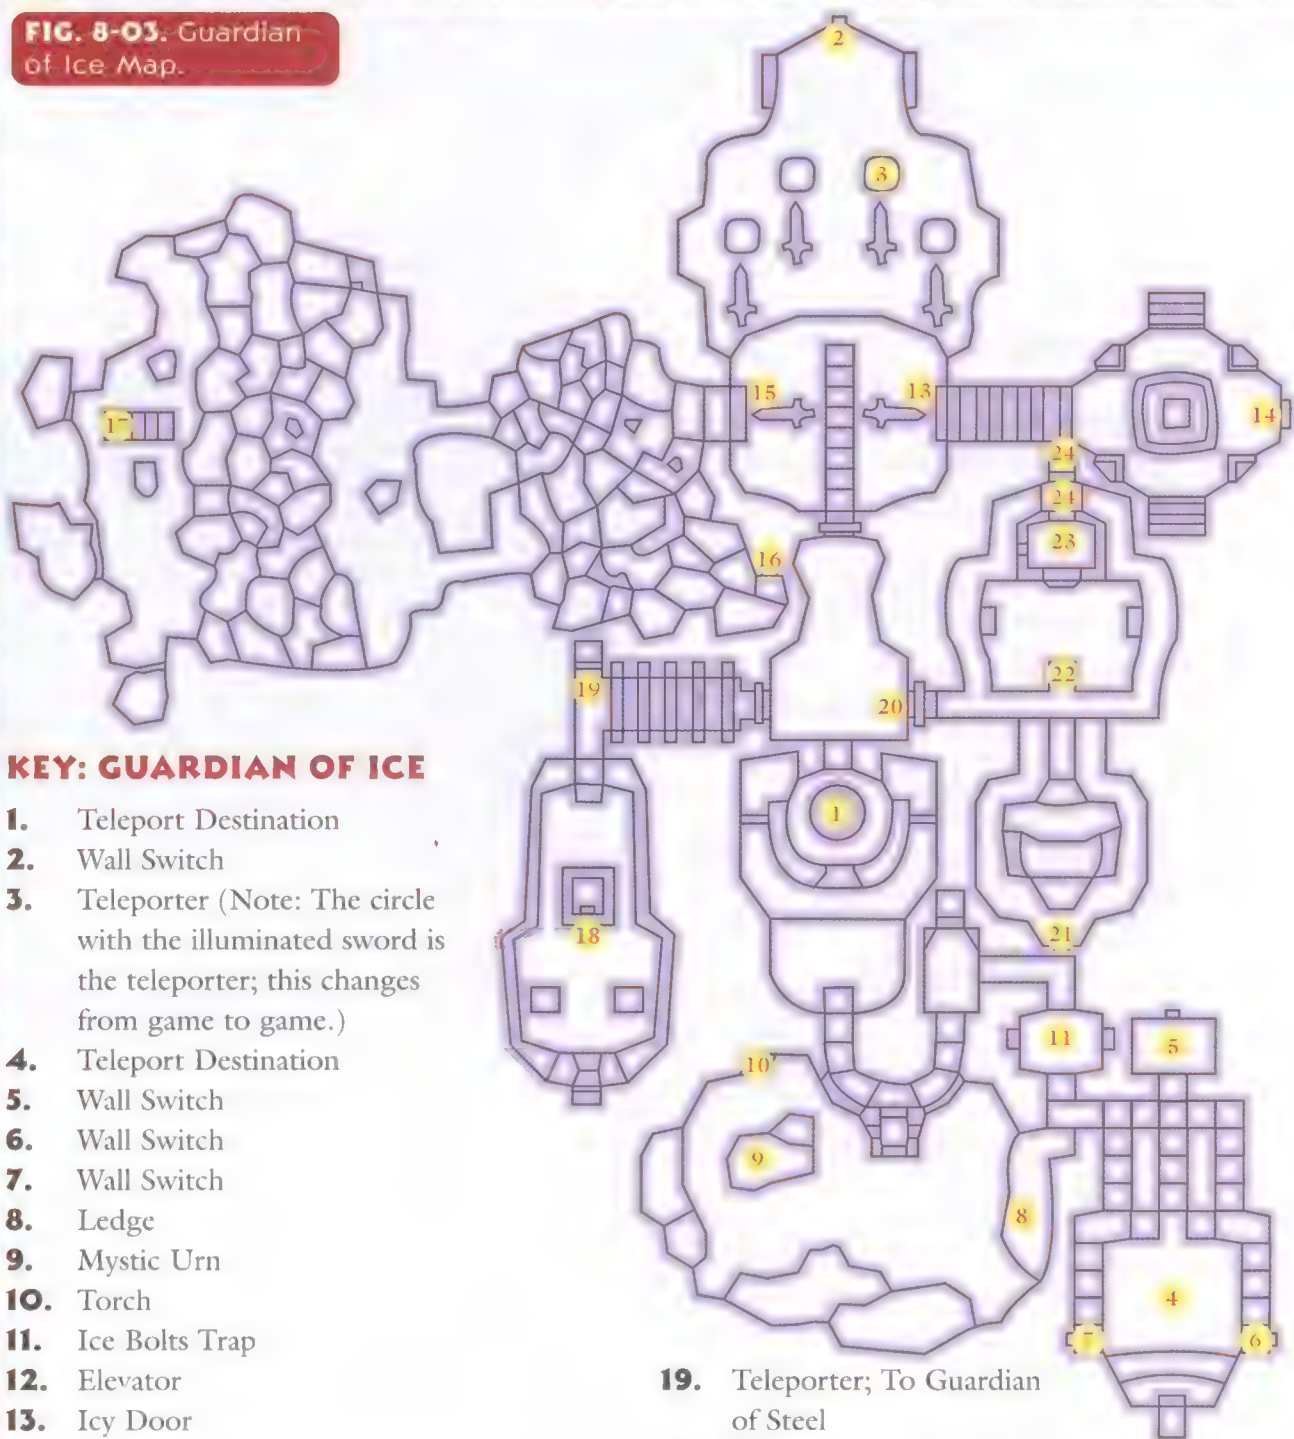 FIG. 8-03. Guardian
of Ice Map.
2
3
15
13
14
17
24
24
23
16
22
19
20
1
18
21
11
5
10
9
8
4
7
6
KEY: GUARDIAN OF ICE
1. Teleport Destination
2. Wall Switch
3. Teleporter (Note: The circle
with the illuminated sword is
the teleporter; this changes
from game to game.)
4. Teleport Destination
5. Wall Switch
6. Wall Switch
7. Wall Switch
8. Ledge
9. Mystic Urn
10. Torch
11. Ice Bolts Trap
12. Elevator
13. Icy Door
19. Teleporter; To Guardian
of Steel